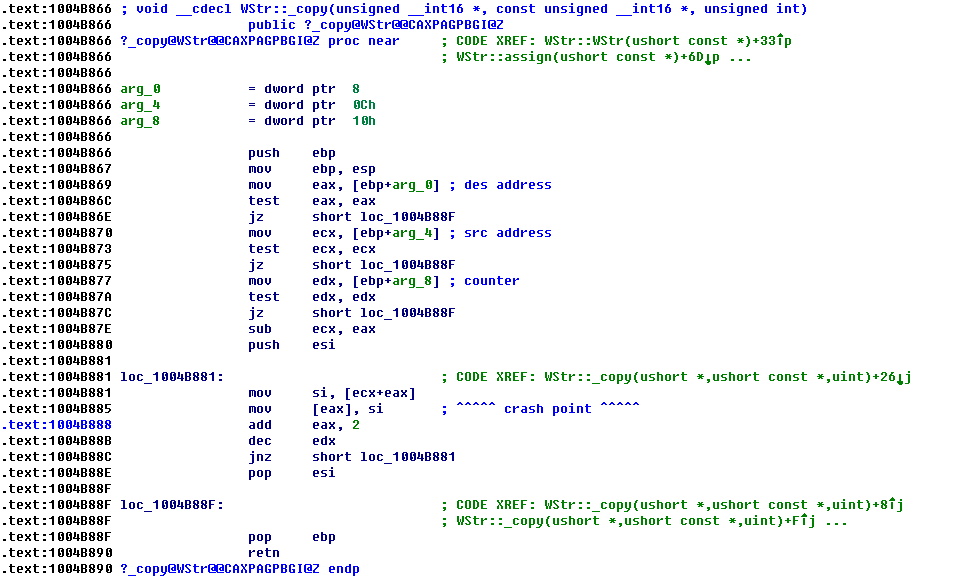 .text:1004B866 ; void __cdecl WStr::_copy(unsigned __int16 *, const unsigned __int16 *, unsigned int)
.text:1004B866 public ?_copy@WStr@@CAXPAGPBGI@Z
.text:1004B866 ?_copy@WStr@@CAXPAGPBGI@Z proc near ; CODE XREF: WStr::WStr(ushort const *)+33↑p
.text:1004B866 ; WStr::assign(ushort const *)+6D↓p ...
.text:1004B866
.text:1004B866 arg_0 = dword ptr 8
.text:1004B866 arg_4 = dword ptr 0Ch
.text:1004B866 arg_8 = dword ptr 10h
.text:1004B866
.text:1004B866 push ebp
.text:1004B867 mov ebp, esp
.text:1004B869 mov eax, [ebp+arg_0] ; des address
.text:1004B86C test eax, eax
.text:1004B86E jz short loc_1004B88F
.text:1004B870 mov ecx, [ebp+arg_4] ; src address
.text:1004B873 test ecx, ecx
.text:1004B875 jz short loc_1004B88F
.text:1004B877 mov edx, [ebp+arg_8] ; counter
.text:1004B87A test edx, edx
.text:1004B87C jz short loc_1004B88F
.text:1004B87E sub ecx, eax
.text:1004B880 push esi
.text:1004B881
.text:1004B881 loc_1004B881: ; CODE XREF: WStr::_copy(ushort *,ushort const *,uint)+26↓j
.text:1004B881 mov si, [ecx+eax]
.text:1004B885 mov [eax], si ; ^^^^^ crash point ^^^^^
.text:1004B888 add eax, 2
.text:1004B88B dec edx
.text:1004B88C jnz short loc_1004B881
.text:1004B88E pop esi
.text:1004B88F
.text:1004B88F loc_1004B88F: ; CODE XREF: WStr::_copy(ushort *,ushort const *,uint)+8↑j
.text:1004B88F ; WStr::_copy(ushort *,ushort const *,uint)+F↑j ...
.text:1004B88F pop ebp
.text:1004B890 retn
.text:1004B890 ?_copy@WStr@@CAXPAGPBGI@Z endp